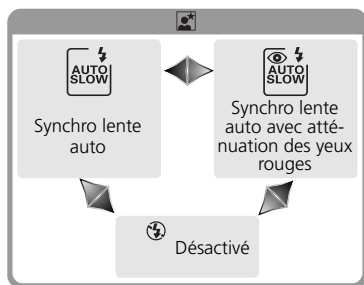 AUTO
SLOW
Synchro lente
auto
AUTO
SLOW
Synchro lente
auto avec atté-
nuation des yeux
rouges
Désactivé